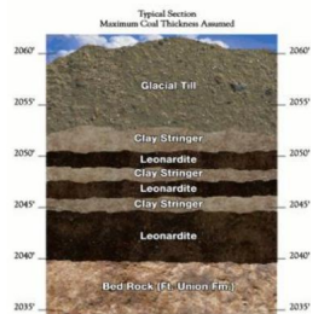 Typical Section
Maximum Coal Thickness Assumed
2060' 2060'
Glacial Till
2055' 2055'
Clay Stringer
2050' Leonardite 2050'
Clay Stringer
Leonardite
2045' Clay Stringer 2045'
Leonardite
2040' 2040'
Bed Rock (Ft. Union Fm.)
2035' 2035'